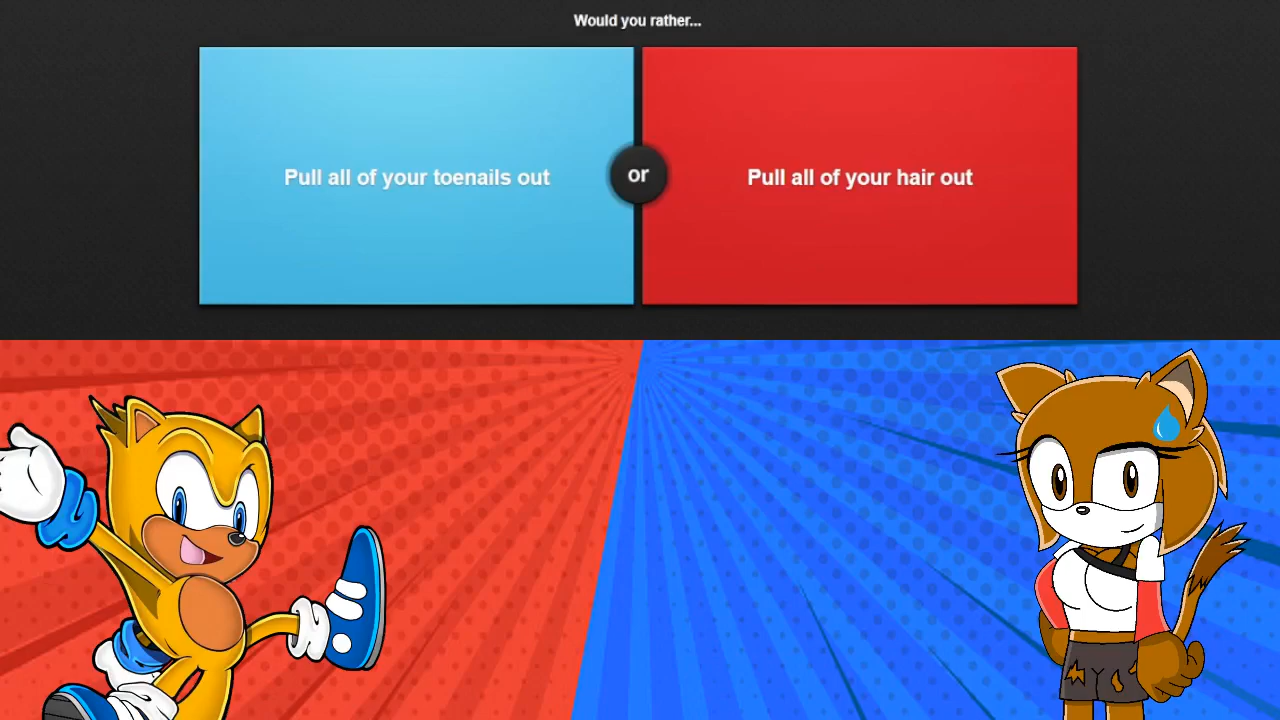 Would you rather...
Pull all of your toenails out
or
Pull all of your hair out